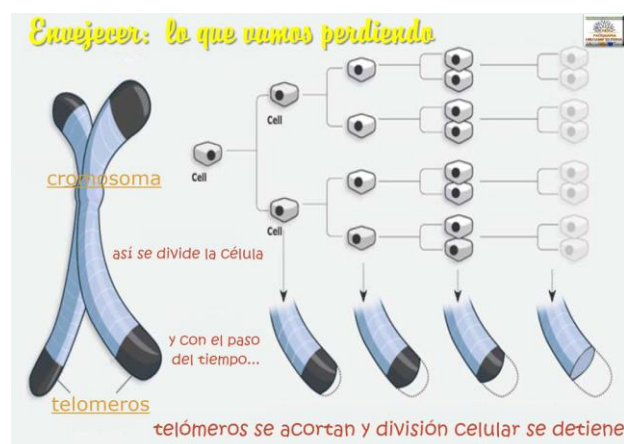 Envejecer: lo que vamos perdiendo
cromosoma
Cell
Cell
Cell
así se divide la célula
y con el paso
del tiempo...
telomeros
telómeros se acortan y división celular se detiene